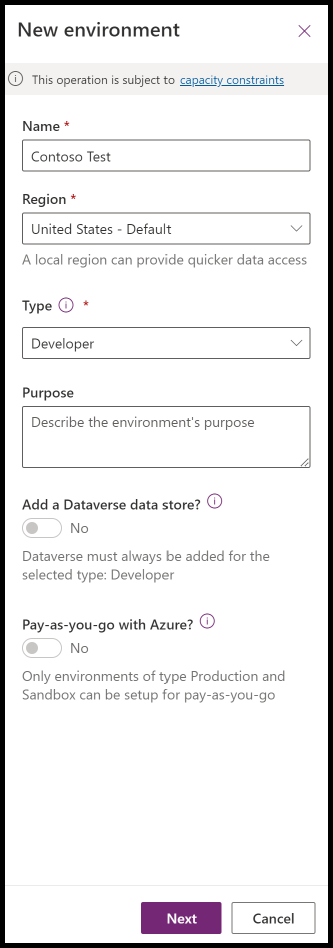 New environment
This operation is subject to capacity constraints
Name *
Contoso Test
Region *
United States - Default
A local region can provide quicker data access
Type *
Developer
Purpose
Describe the environment's purpose
Add a Dataverse data store?
No
Dataverse must always be added for the
selected type: Developer
Pay-as-you-go with Azure?
No
Only environments of type Production and
Sandbox can be setup for pay-as-you-go
Next
Cancel